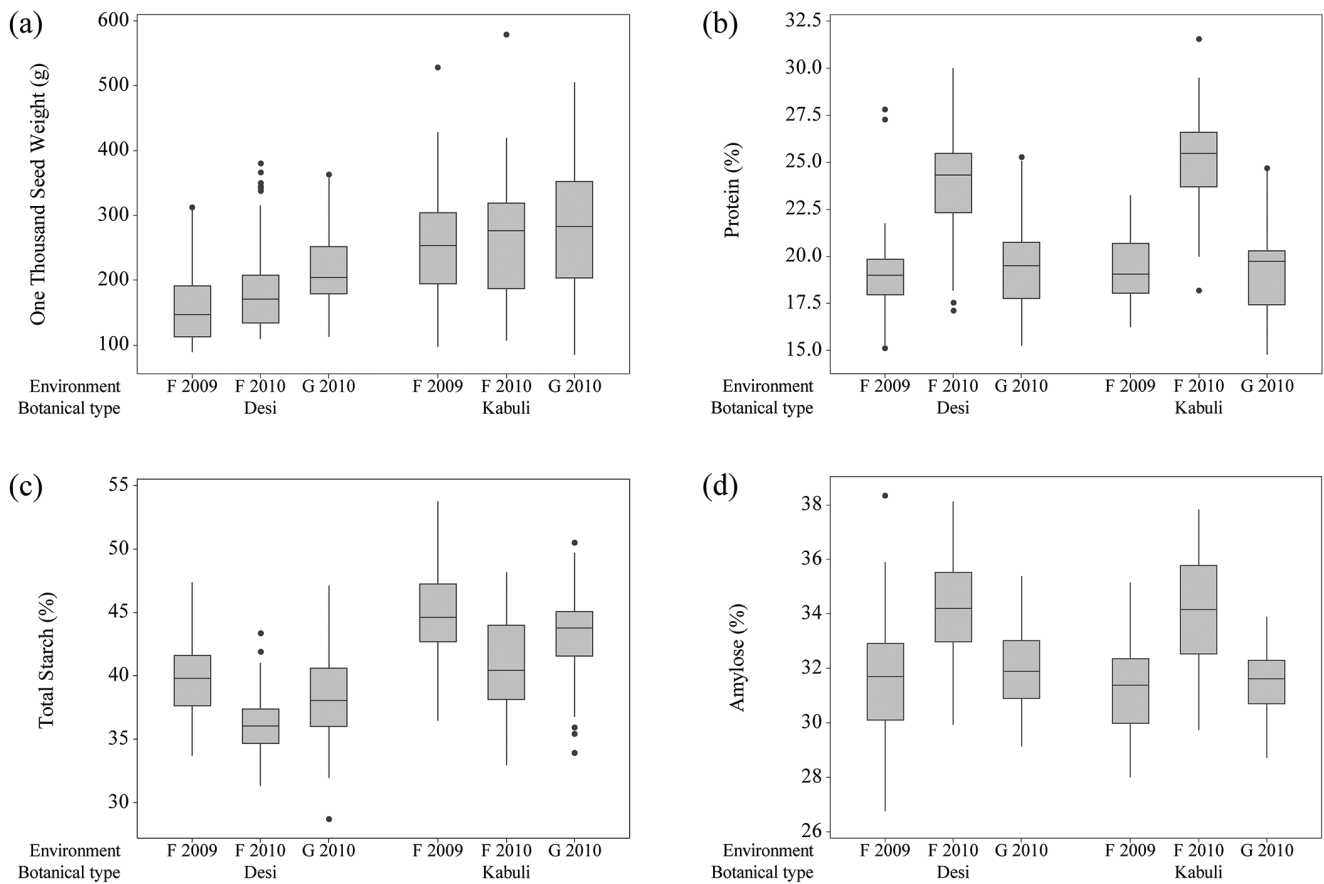 (a)
One Thousand Seed Weight (g)
600
500
400
300
200
100
Environment F 2009 F 2010 G 2010 F 2009 F 2010 G 2010
Botanical type Desi Kabuli
(b)
Protein (%)
32.5
30.0
27.5
25.0
22.5
20.0
17.5
15.0
F 2009 F 2010 G 2010 F 2009 F 2010 G 2010
Environment
Botanical type Desi Kabuli
(c)
Total Starch (%)
55
50
45
40
35
30
Environment F 2009 F 2010 G 2010 F 2009 F 2010 G 2010
Botanical type Desi Kabuli
(d)
Amylose (%)
38
36
34
32
30
28
26
Environment F 2009 F 2010 G 2010 F 2009 F 2010 G 2010
Botanical type Desi Kabuli